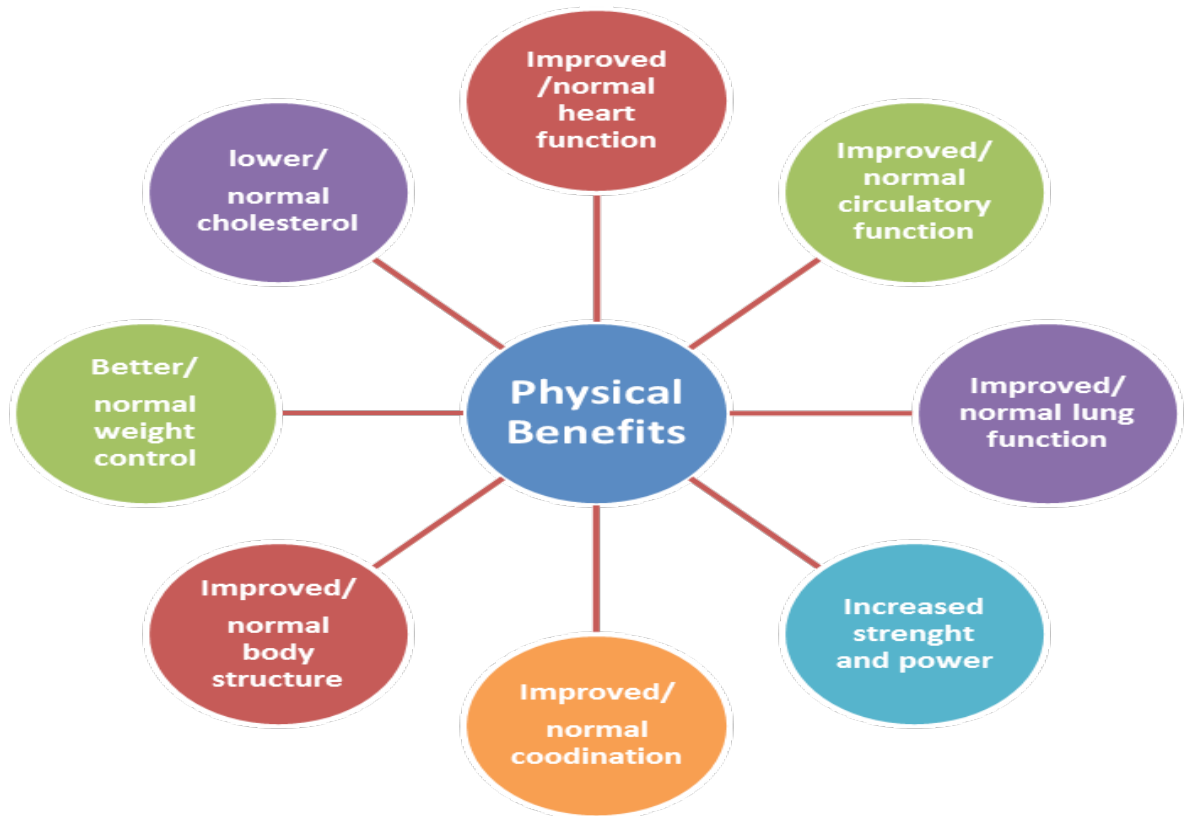 Improved
/normal
heart
function
Improved/
normal
circulatory
function
Improved/
normal lung
function
Increased
strenght
and power
Improved/
normal
coodination
Improved/
normal
body
structure
Better/
normal
weight
control
lower/
normal
cholesterol
Physical
Benefits